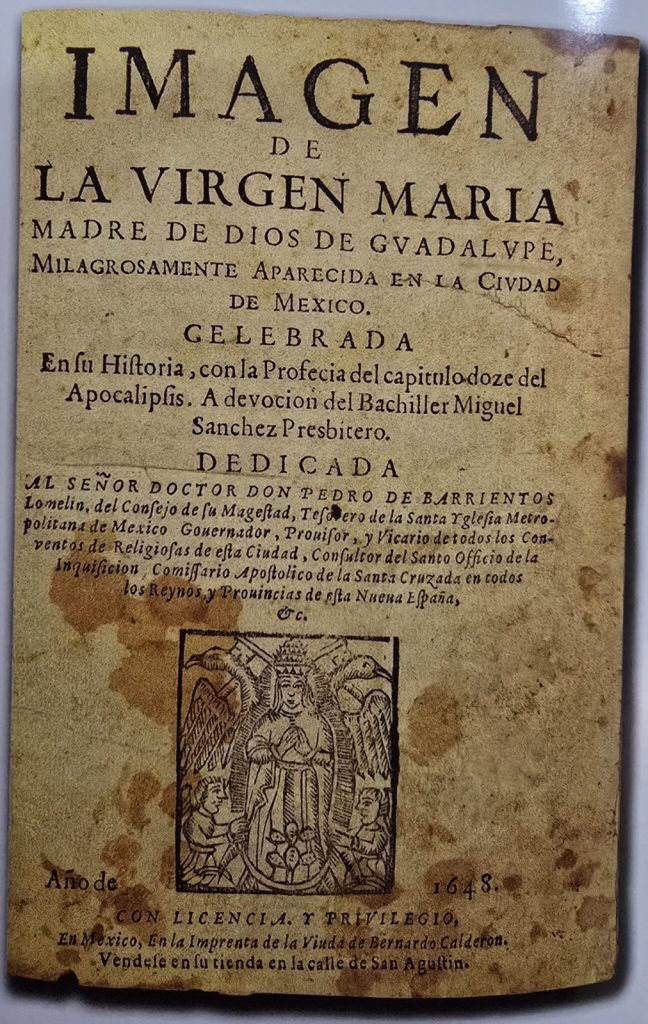 IMAGEN
DE
LA VIRGEN MARIA
MADRE DE DIOS DE GVADALVPE,
MILAGROSAMENTE APARECIDA EN LA CIVDAD
DE MEXICO.
CELEBRADA
En ſu Hiſtoria, con la Profecia del capitulo doze del
Apocalipſis. A devocion del Bachiller Miguel
Sanchez Presbitero.
DEDICADA
AL SEÑOR DOCTOR DON PEDRO DE BARRIENTOS
Lomelin, del Conſejo de ſu Mageſtad, Teſorero de la Santa Ygleſia Metro-
politana de Mexico Gouernador, Prouiſor, y Vicario de todos los Con-
ventos de Religioſas de eſta Ciudad, Conſultor del Santo Officio de la
Inquiſicion, Comiſſario Apoſtolico de la Santa Cruzada en todos
los Reynos, y Prouincias de eſta Nueua Eſpaña,
&c.
Año de 1648.
CON LICENCIA. Y PRIVILEGIO,
En Mexico, En la Imprenta de la Viuda de Bernardo Calderon.
Vendeſe en ſu tienda en la calle de San Aguſtin.